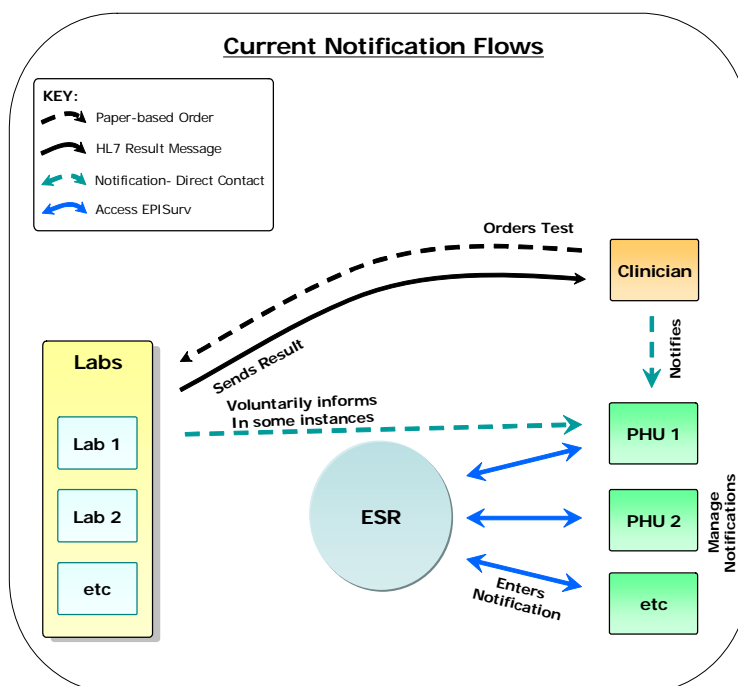 Current Notification Flows
KEY:
Paper-based Order
HL7 Result Message
Notification- Direct Contact
Access EPISurv
Orders Test
Clinician
Sends Result
Notifies
Labs
Voluntarily informs
In some instances
Lab 1
Lab 2
etc
ESR
PHU 1
PHU 2
etc
Manage
Notifications
Enters
Notification